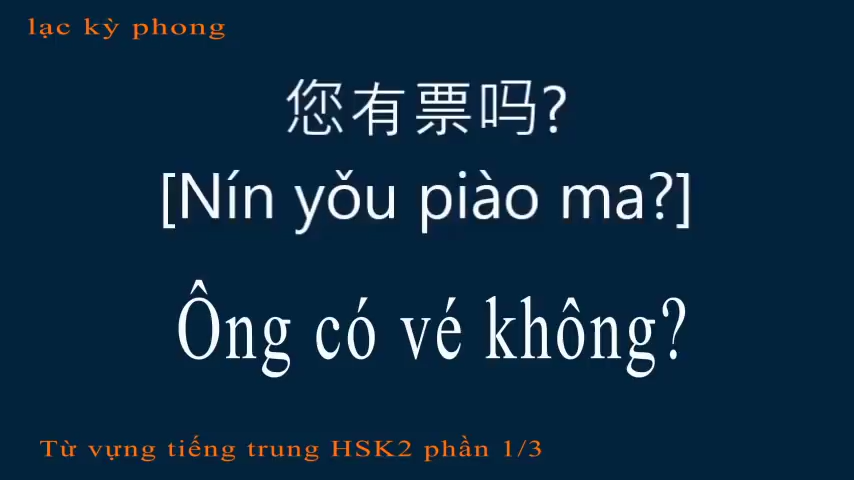 lạc kỳ phong
您有票吗?
[Nín yǒu piào ma?]
Ông có vé không?
Từ vựng tiếng trung HSK2 phần 1/3